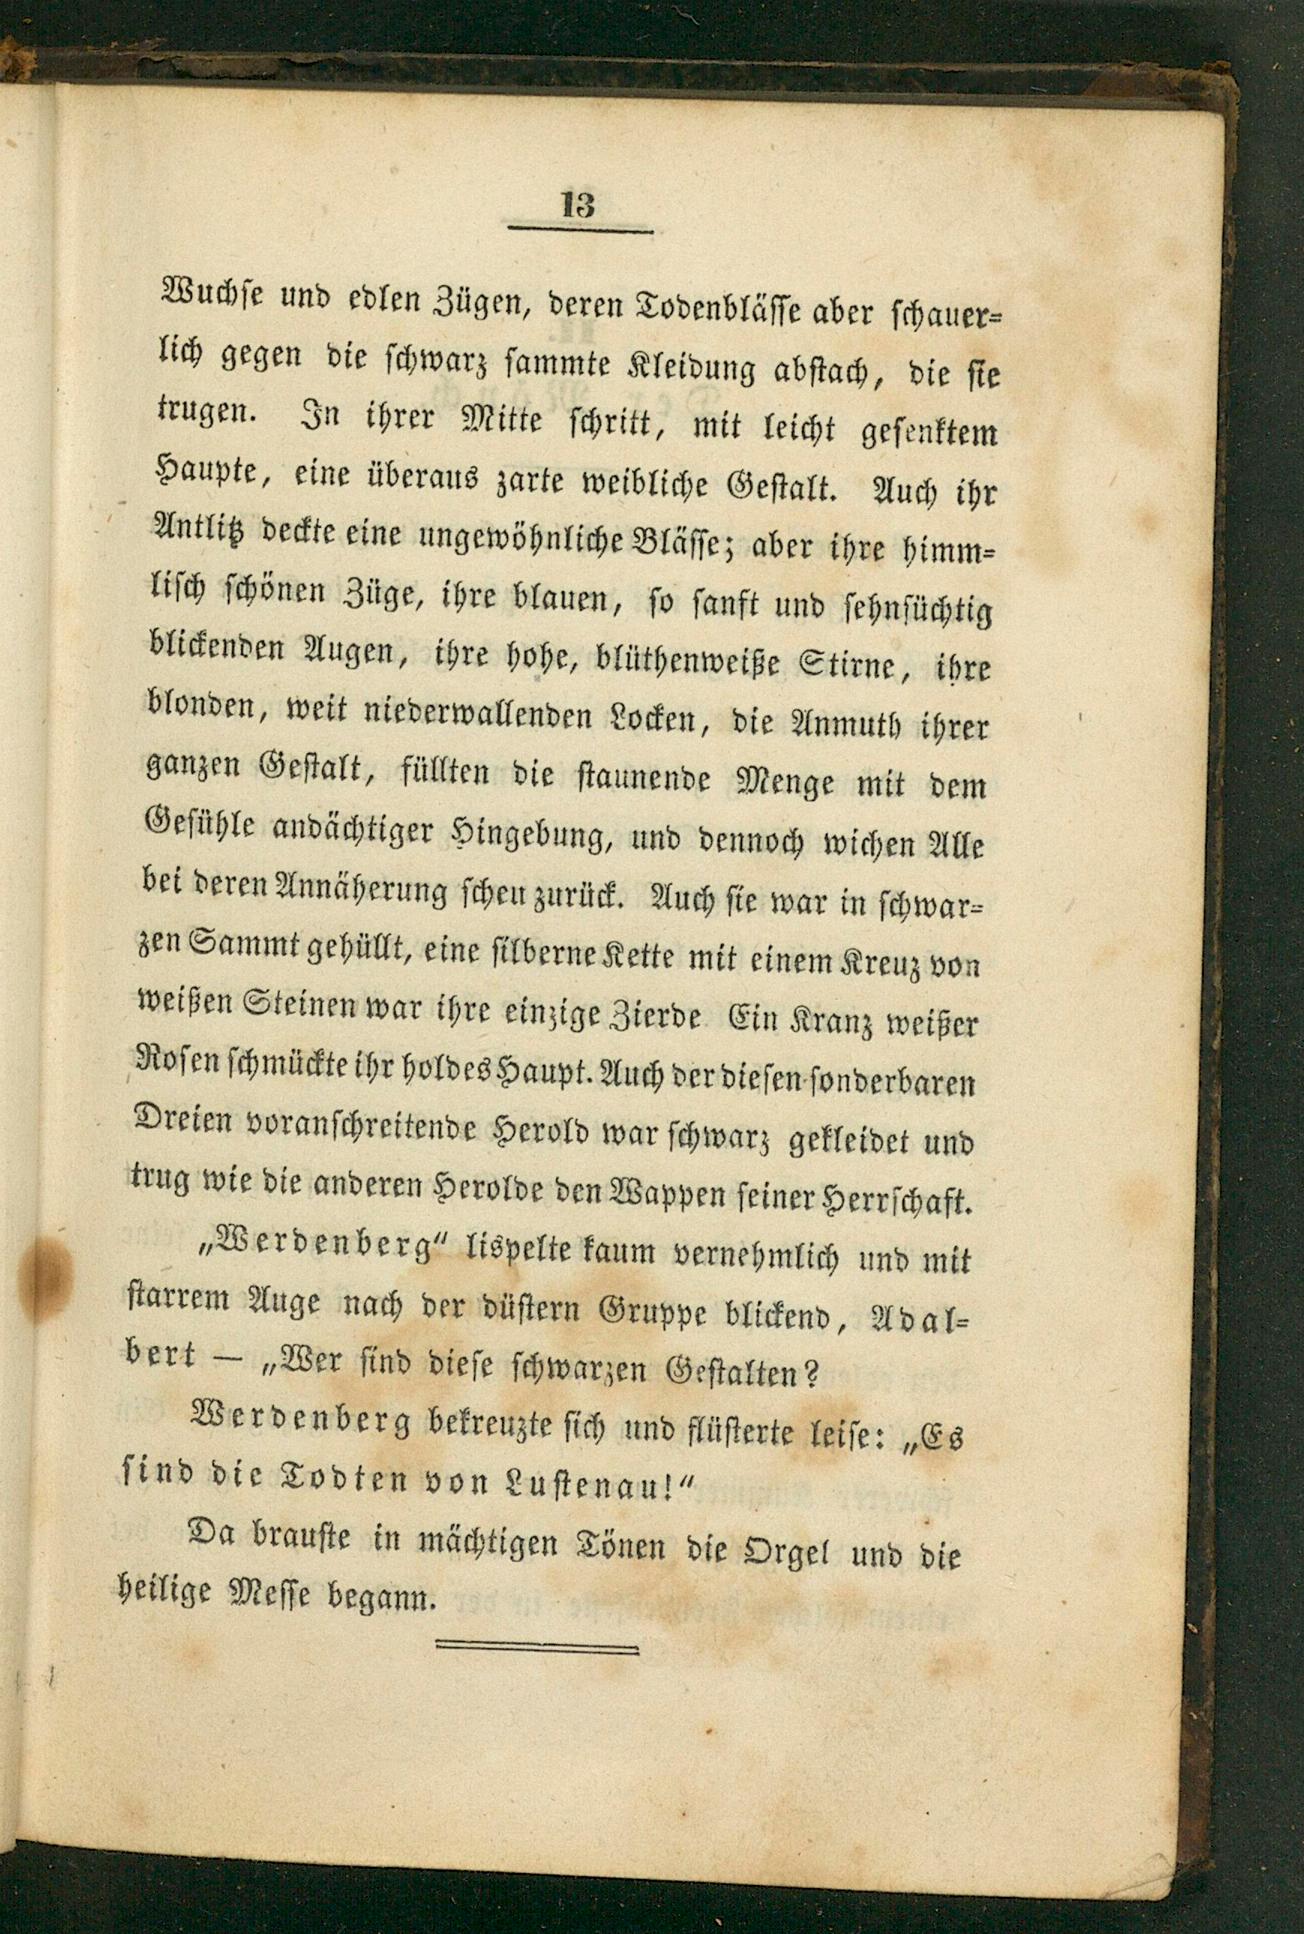 13
Wuchse und edlen Zügen, deren Todenblässe aber schauer=
lich gegen die schwarz sammte Kleidung abstach, die sie
trugen. In ihrer Mitte schritt, mit leicht gesenktem
Haupte, eine überaus zarte weibliche Gestalt. Auch ihr
Antlitz deckte eine ungewöhnliche Blässe; aber ihre himm=
lisch schönen Züge, ihre blauen, so sanft und sehnsüchtig
blickenden Augen, ihre hohe, blüthenweiße Stirne, ihre
blonden, weit niederwallenden Locken, die Anmuth ihrer
ganzen Gestalt, füllten die staunende Menge mit dem
Gefühle andächtiger Hingebung, und dennoch wichen Alle
bei deren Annäherung scheu zurück. Auch sie war in schwar=
zen Sammt gehüllt, eine silberne Kette mit einem Kreuz von
weißen Steinen war ihre einzige Zierde Ein Kranz weißer
Rosen schmückte ihr holdes Haupt. Auch der diesen sonderbaren
Dreien voranschreitende Herold war schwarz gekleidet und
trug wie die anderen Herolde den Wappen seiner Herrschaft.
„Werdenberg“ lispelte kaum vernehmlich und mit
starrem Auge nach der düstern Gruppe blickend, Adal=
bert — „Wer sind diese schwarzen Gestalten?
Werdenberg bekreuzte sich und flüsterte leise: „Es
sind die Todten von Lustenau!“
Da brauste in mächtigen Tönen die Orgel und die
heilige Messe begann.